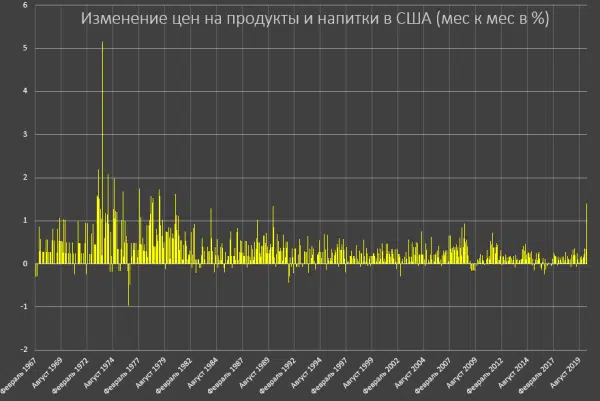 Изменение цен на продукты и напитки в США (мес к мес в %)
6
5
4
3
2
1
0
-1
-2
Февраль 1967
Август 1969
Февраль 1972
Август 1974
Февраль 1977
Август 1979
Февраль 1982
Август 1984
Февраль 1987
Август 1989
Февраль 1992
Август 1994
Февраль 1997
Август 1999
Февраль 2002
Август 2004
Февраль 2007
Август 2009
Февраль 2012
Август 2014
Февраль 2017
Август 2019